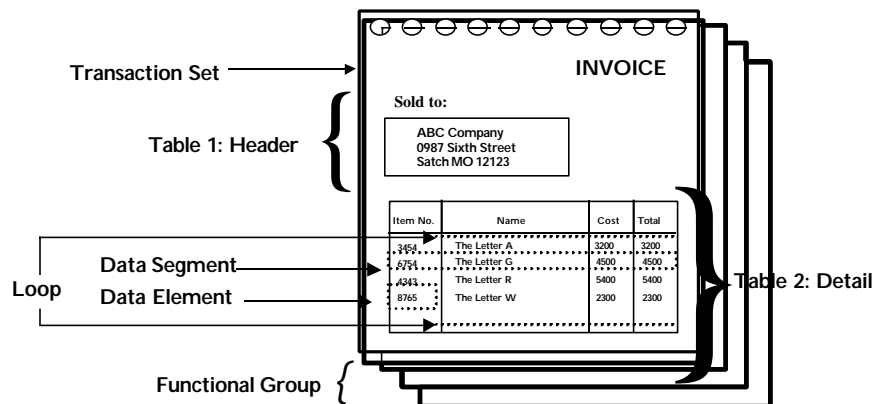 INVOICE
Transaction Set
Sold to:
Table 1: Header
ABC Company
0987 Sixth Street
Satch MO 12123
Item No. Name Cost Total
3454 The Letter A 3200 3200
6754 The Letter G 4500 4500
4343 The Letter R 5400 5400
8765 The Letter W 2300 2300
Data Segment
Loop
Data Element
Table 2: Detail
Functional Group